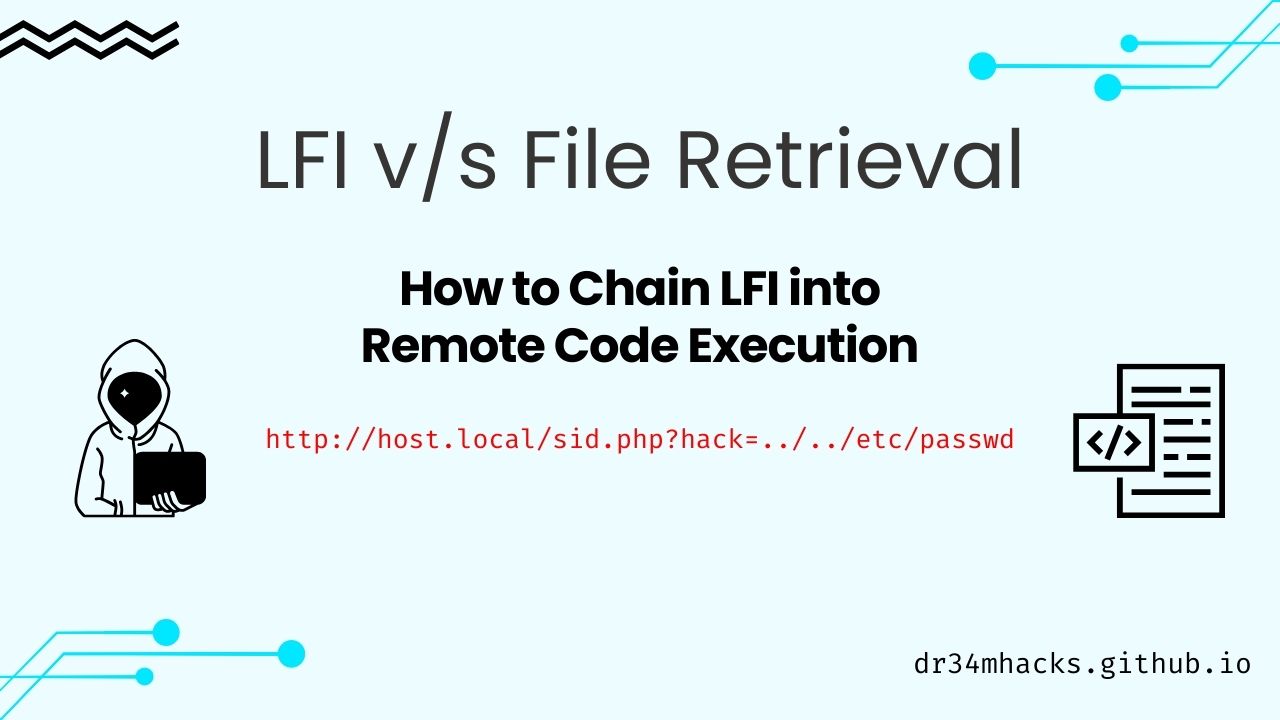 LFI v/s File Retrieval
How to Chain LFI into
Remote Code Execution
http://host.local/sid.php?hack=../../etc/passwd
</>
dr34mhacks.github.io